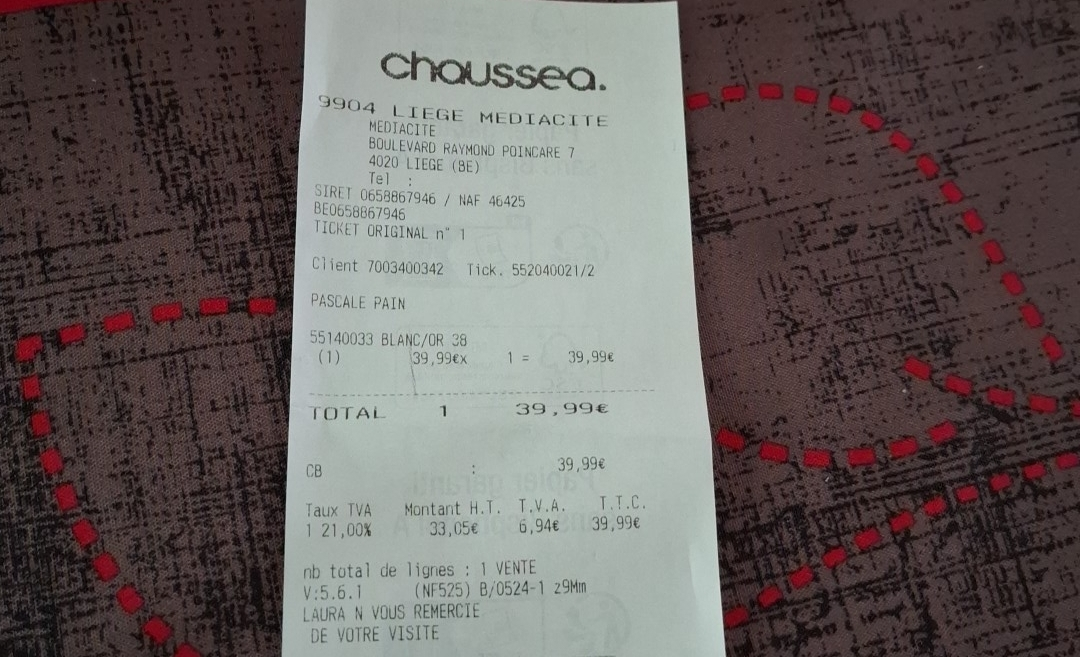 chaussea.
9904 LIEGE MEDIACITE
MEDIACITE
BOULEVARD RAYMOND POINCARE 7
4020 LIEGE (BE)
Tel :
SIRET 0658867946 / NAF 46425
BE0658867946
TICKET ORIGINAL n° 1
Client 7003400342 Tick. 552040021/2
PASCALE PAIN
55140033 BLANC/OR 38
(1) 39,99€x 1 = 39,99€
TOTAL 1 39,99€
CB : 39,99€
Taux TVA Montant H.T. T.V.A. T.T.C.
1 21,00% 33,05€ 6,94€ 39,99€
nb total de lignes : 1 VENTE
V:5.6.1 (NF525) B/0524-1 z9Mm
LAURA N VOUS REMERCIE
DE VOTRE VISITE